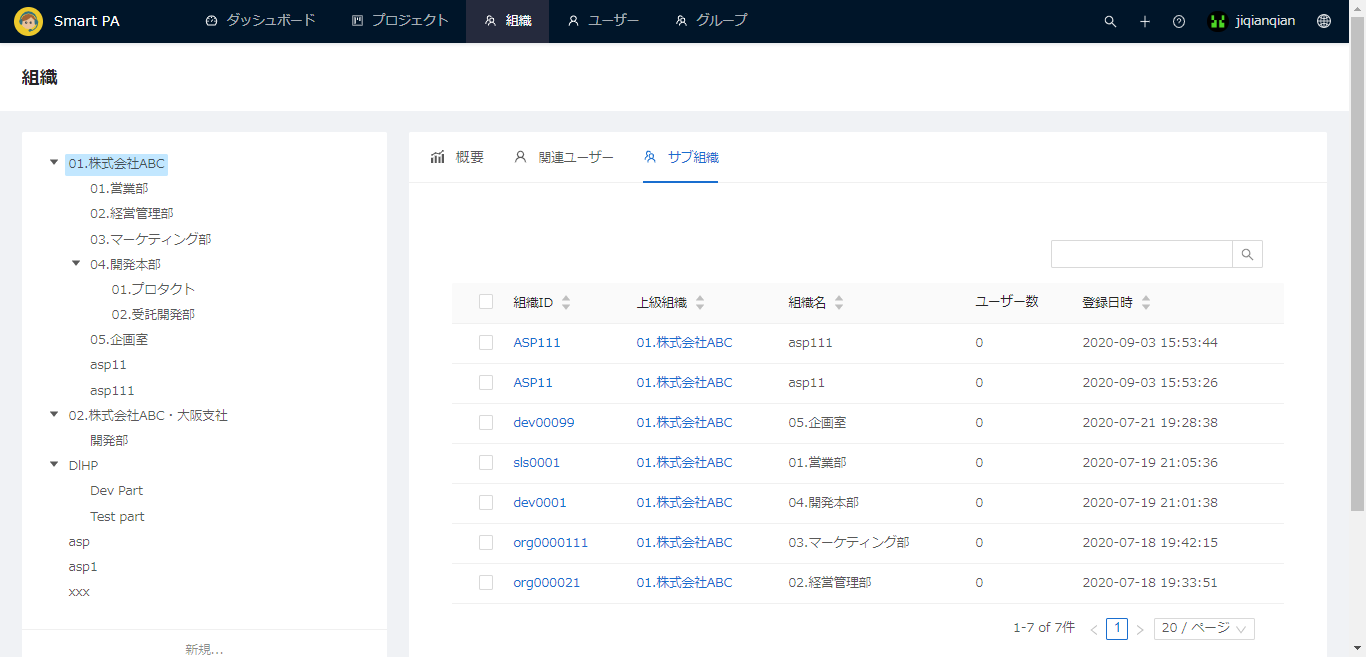 Smart PA ダッシュボード プロジェクト 組織 ユーザー グループ jiqianqian
組織
01.株式会社ABC
01.営業部
02.経営管理部
03.マーケティング部
04.開発本部
01.プロタクト
02.受託開発部
05.企画室
asp11
asp111
02.株式会社ABC・大阪支社
開発部
DIHP
Dev Part
Test part
asp
asp1
xxx
新規...
概要 関連ユーザー サブ組織
組織ID 上級組織 組織名 ユーザー数 登録日時
ASP111 01.株式会社ABC asp111 0 2020-09-03 15:53:44
ASP11 01.株式会社ABC asp11 0 2020-09-03 15:53:26
dev00099 01.株式会社ABC 05.企画室 0 2020-07-21 19:28:38
sls0001 01.株式会社ABC 01.営業部 0 2020-07-19 21:05:36
dev0001 01.株式会社ABC 04.開発本部 0 2020-07-19 21:01:38
org0000111 01.株式会社ABC 03.マーケティング部 0 2020-07-18 19:42:15
org000021 01.株式会社ABC 02.経営管理部 0 2020-07-18 19:33:51
1-7 of 7件 < 1 > 20 / ページ